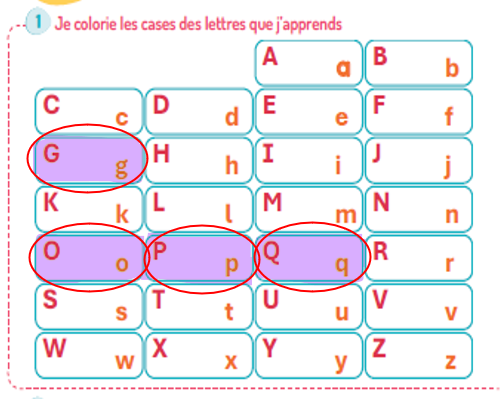 1 Je colorie les cases des lettres que j'apprends
A a B b
C c D d E e F f
G g H h I i J j
K k L l M m N n
O o P p Q q R r
S s T t U u V v
W w X x Y y Z z